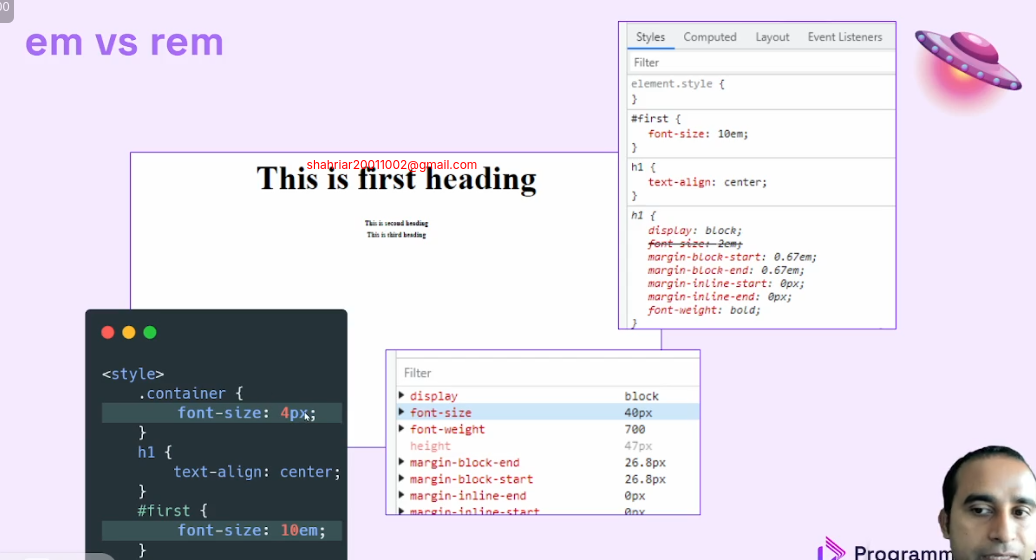 00
em vs rem
shahriar20011002@gmail.com
This is first heading
This is second heading
This is third heading
<style>
.container {
font-size: 4px;
}
h1 {
text-align: center;
}
#first {
font-size: 10em;
}
Filter
display block
font-size 40px
font-weight 700
height 47px
margin-block-end 26.8px
margin-block-start 26.8px
margin-inline-end 0px
margin-inline-start 0px
Styles Computed Layout Event Listeners
Filter
element.style {
}
#first {
font-size: 10em;
}
h1 {
text-align: center;
}
h1 {
display: block;
font-size: 2em;
margin-block-start: 0.67em;
margin-block-end: 0.67em;
margin-inline-start: 0px;
margin-inline-end: 0px;
font-weight: bold;
}
Programm